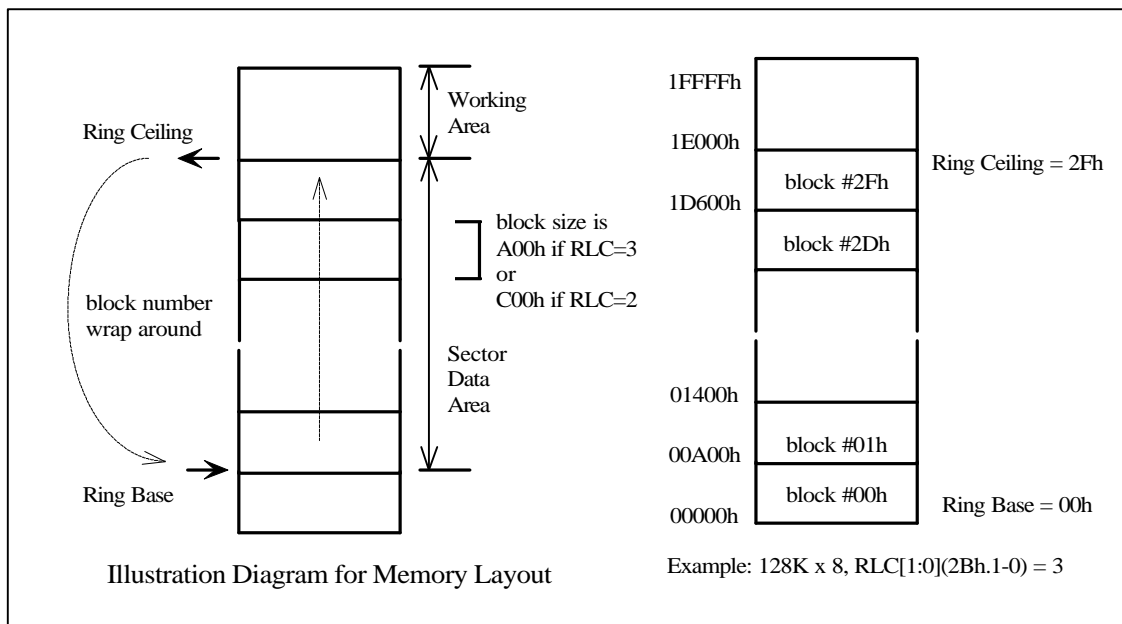 Working
Area
Ring Ceiling
block size is
A00h if RLC=3
or
C00h if RLC=2
block number
wrap around
Sector
Data
Area
Ring Base
Illustration Diagram for Memory Layout
1FFFFh
1E000h
Ring Ceiling = 2Fh
block #2Fh
1D600h
block #2Dh
01400h
block #01h
00A00h
block #00h
Ring Base = 00h
00000h
Example: 128K x 8, RLC[1:0](2Bh.1-0) = 3